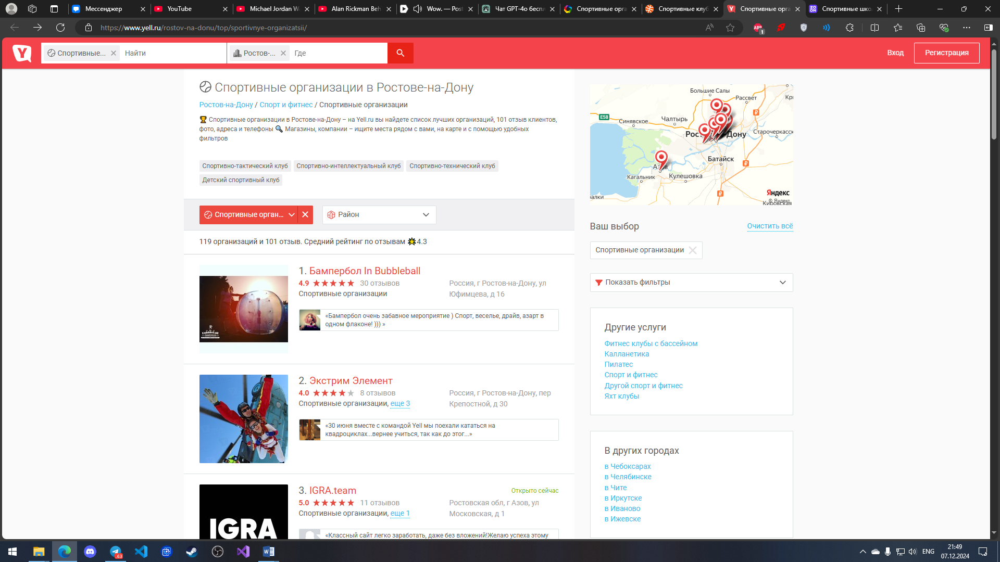 Мессенджер
YouTube
Michael Jordan W
Alan Rickman Beh
Wow. — Post
Чат GPT-4o беспл
Спортивные орга
Спортивные клуб
Спортивные орга
Спортивные шко
https://www.yell.ru/rostov-na-donu/top/sportivnye-organizatsii/
ABP
1
Y
Спортивные...
Найти
Ростов-...
Где
Вход
Регистрация
Спортивные организации в Ростове-на-Дону
Ростов-на-Дону / Спорт и фитнес / Спортивные организации
Спортивные организации в Ростове-на-Дону – на Yell.ru вы найдете список лучших организаций, 101 отзыв клиентов,
фото, адреса и телефоны Магазины, компании – ищите места рядом с вами, на карте и с помощью удобных
фильтров
Спортивно-тактический клуб
Спортивно-интеллектуальный клуб
Спортивно-технический клуб
Детский спортивный клуб
Спортивные орган...
Район
119 организаций и 101 отзыв. Средний рейтинг по отзывам 4.3
1. Бампербол In Bubbleball
4.9
30 отзывов
Спортивные организации
Россия, г Ростов-на-Дону, ул
Юфимцева, д 16
«Бампербол очень забавное мероприятие ) Спорт, веселье, драйв, азарт в
одном флаконе! ))) »
2. Экстрим Элемент
4.0
8 отзывов
Спортивные организации, еще 3
Россия, г Ростов-на-Дону, пер
Крепостной, д 30
«30 июня вместе с командой Yell мы поехали кататься на
квадроциклах...вернее учиться, так как до этог...»
3. IGRA.team
Открыто сейчас
5.0
11 отзывов
Спортивные организации, еще 1
Ростовская обл, г Азов, ул
Московская, д 1
IGRA
«Классный сайт легко заработать, даже без вложений!Желаю успеха этому
Большие Салы
Рассвет
Кр
E58
Синявское
Чалтырь
Рос
Дону
Старочеркасск
Батайск
Аз
Кагальник
Кулешовка
Яндекс
© Яндекс
алки
Кировская
Ваш выбор
Очистить всё
Спортивные организации
Показать фильтры
Другие услуги
Фитнес клубы с бассейном
Калланетика
Пилатес
Спорт и фитнес
Другой спорт и фитнес
Яхт клубы
В других городах
в Чебоксарах
в Челябинске
в Чите
в Иркутске
в Иваново
в Ижевске
63
ENG
21:49
07.12.2024